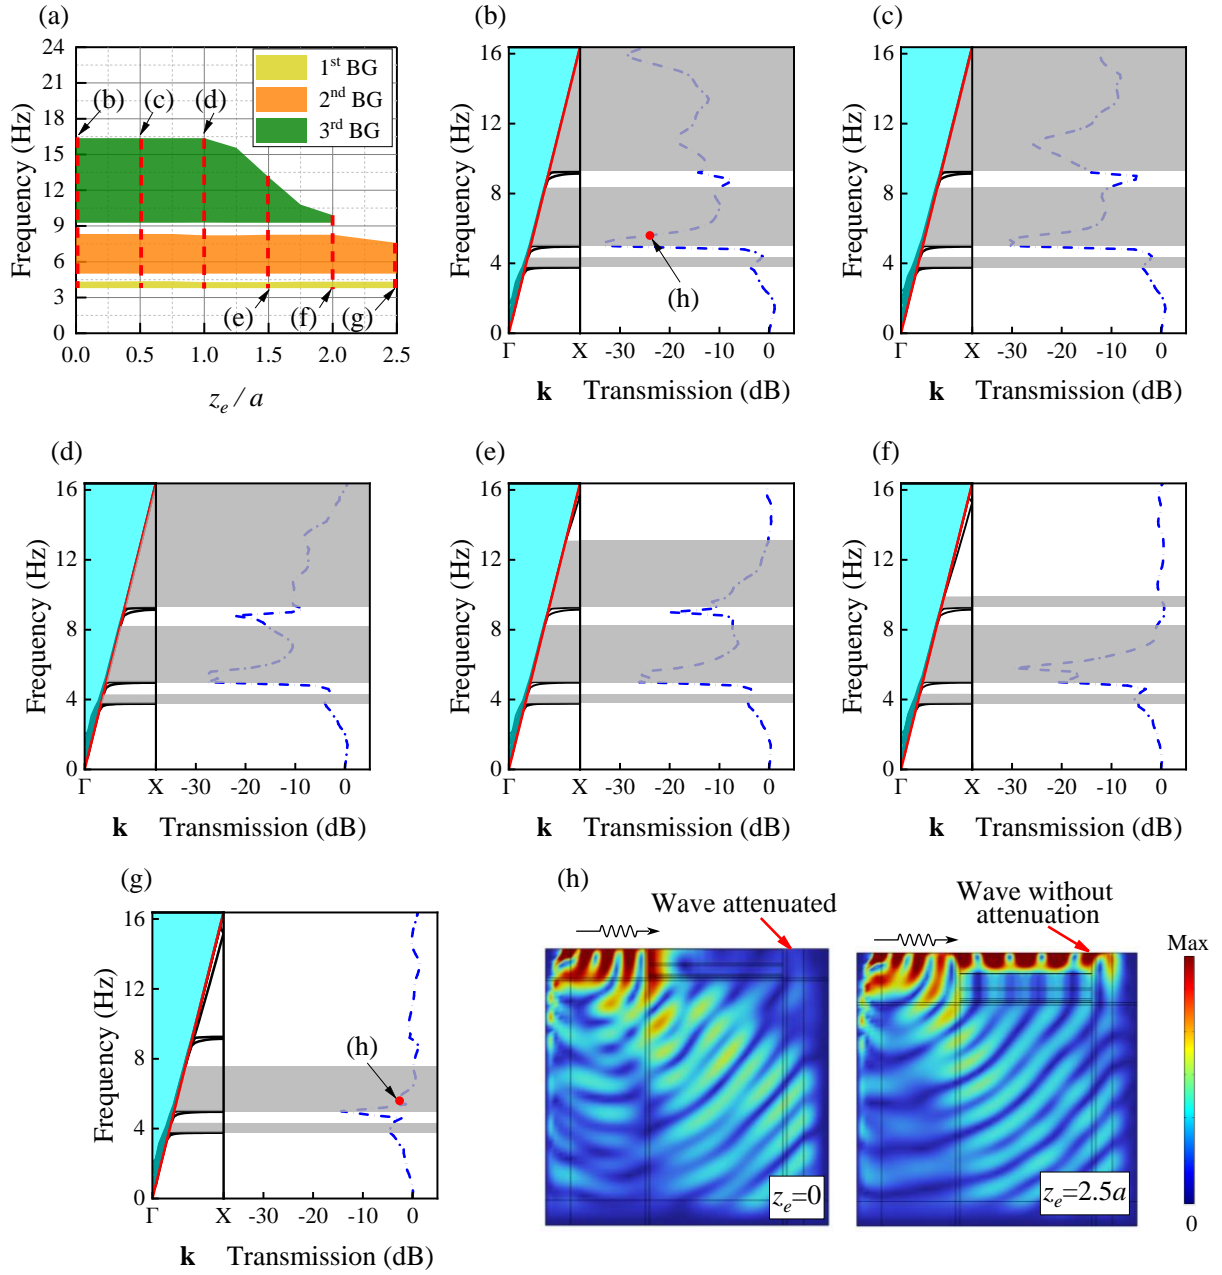 (a)
24
21
18
15
12
9
6
3
0
Frequency (Hz)
1st BG
2nd BG
3rd BG
(b)
(c)
(d)
(e)
(f)
(g)
0.0 0.5 1.0 1.5 2.0 2.5
z_e / a
(b)
16
12
8
4
0
Frequency (Hz)
(h)
Γ X -30 -20 -10 0
k Transmission (dB)
(c)
16
12
8
4
0
Frequency (Hz)
Γ X -30 -20 -10 0
k Transmission (dB)
(d)
16
12
8
4
0
Frequency (Hz)
Γ X -30 -20 -10 0
k Transmission (dB)
(e)
16
12
8
4
0
Frequency (Hz)
Γ X -30 -20 -10 0
k Transmission (dB)
(f)
16
12
8
4
0
Frequency (Hz)
Γ X -30 -20 -10 0
k Transmission (dB)
(g)
16
12
8
4
0
Frequency (Hz)
(h)
Γ X -30 -20 -10 0
k Transmission (dB)
(h)
Wave attenuated
z_e=0
Wave without
attenuation
z_e=2.5a
Max
0